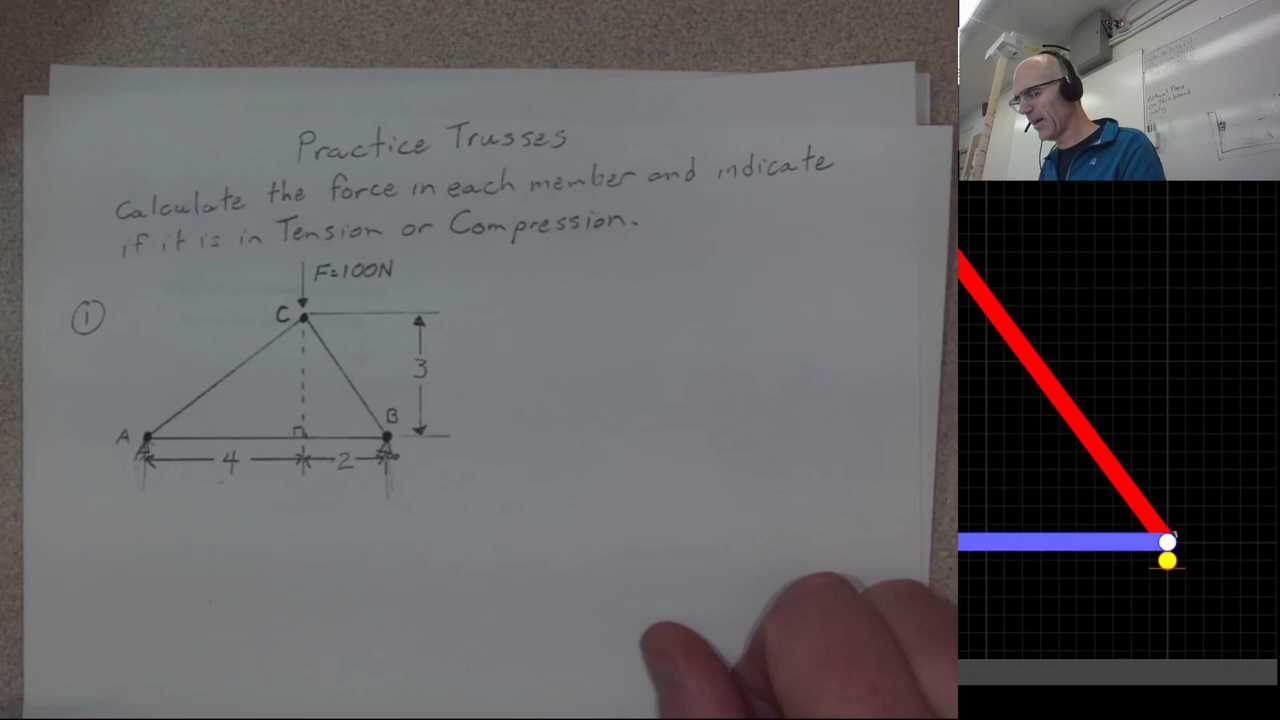 Practice Trusses
Calculate the force in each member and indicate
if it is in Tension or Compression.
F=100N
①
C
3
B
A
4
2